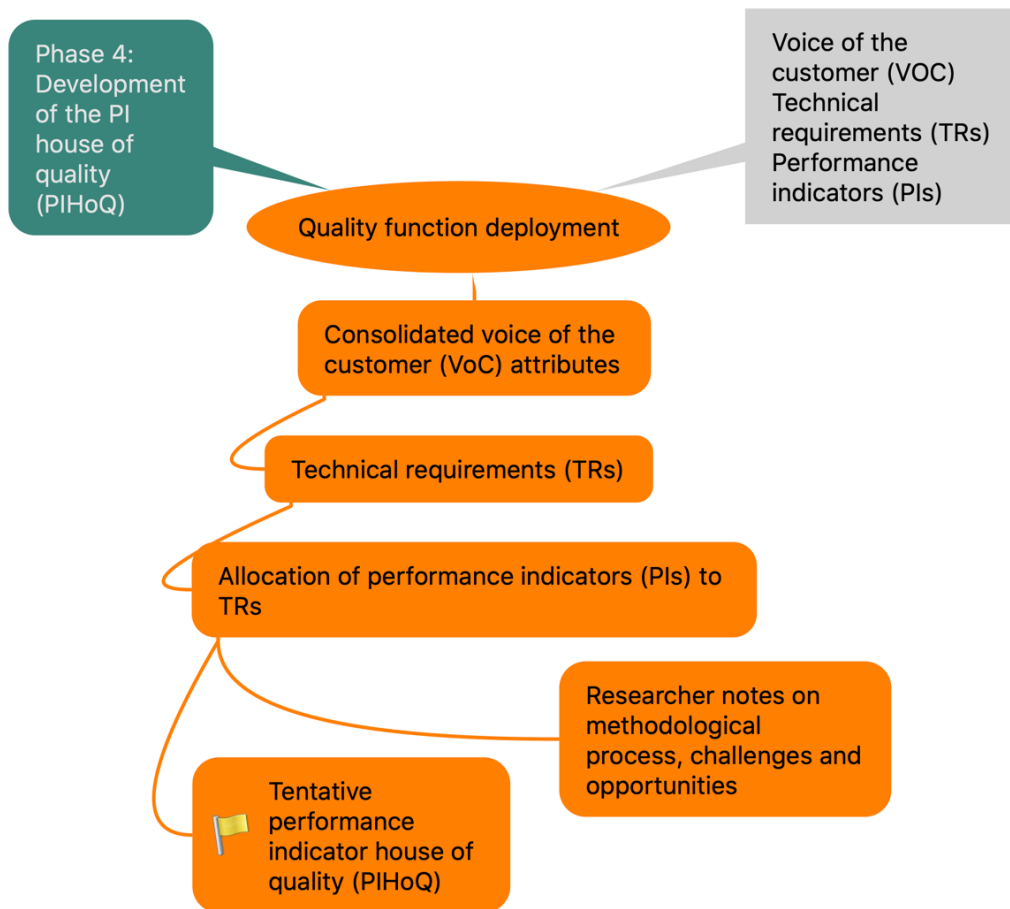 Phase 4:
Development
of the PI
house of
quality
(PIHoQ)
Voice of the
customer (VOC)
Technical
requirements (TRs)
Performance
indicators (PIs)
Quality function deployment
Consolidated voice of the
customer (VoC) attributes
Technical requirements (TRs)
Allocation of performance indicators (PIs) to
TRs
Researcher notes on
methodological
process, challenges and
opportunities
Tentative
performance
indicator house of
quality (PIHoQ)